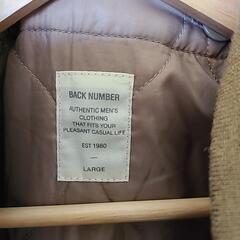 BACK NUMBER
AUTHENTIC MEN'S
CLOTHING
THAT FITS YOUR
PLEASANT CASUAL LIFE
EST 1980
—
LARGE